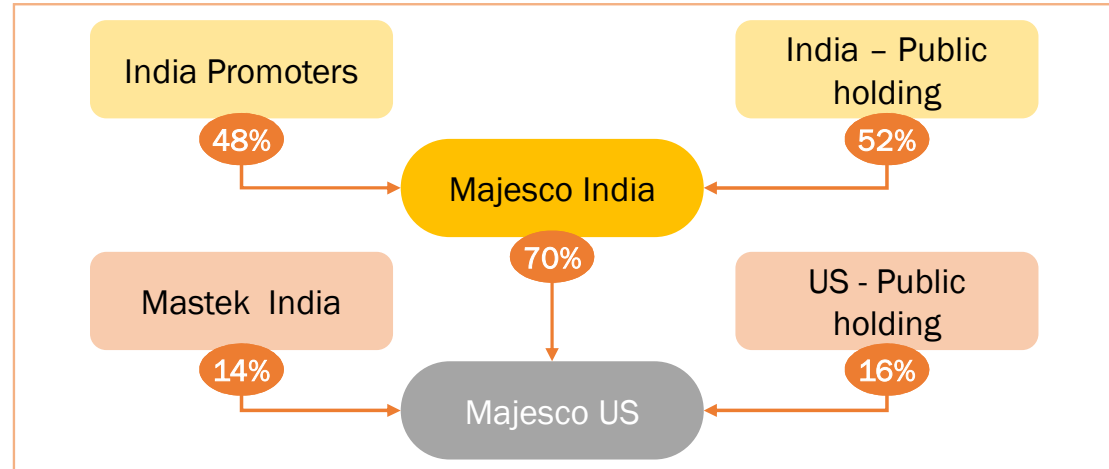 India Promoters
India – Public
holding
48%
52%
Majesco India
70%
Mastek India
US - Public
holding
14%
16%
Majesco US